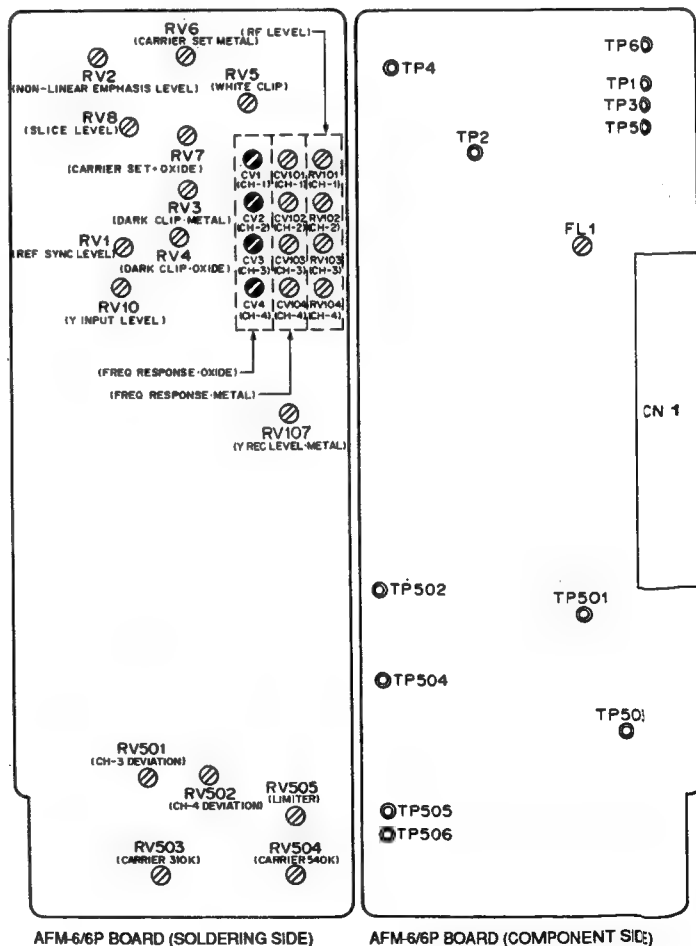 RV6
(CARRIER SET METAL)
(RF LEVEL)
RV2
(NON-LINEAR EMPHASIS LEVEL)
RV5
(WHITE CLIP)
RV8
(SLICE LEVEL)
RV7
(CARRIER SET·OXIDE)
CV1
(CH-1)
CV101
(CH-1)
RV101
(CH-1)
RV3
(DARK CLIP·METAL)
CV2
(CH-2)
CV102
(CH-2)
RV102
(CH-2)
RV1
(REF SYNC LEVEL)
RV4
(DARK CLIP·OXIDE)
CV3
(CH-3)
CV103
(CH-3)
RV103
(CH-3)
RV10
(Y INPUT LEVEL)
CV4
(CH-4)
CV104
(CH-4)
RV104
(CH-4)
(FREQ RESPONSE·OXIDE)
(FREQ RESPONSE·METAL)
RV107
(Y REC LEVEL·METAL)
RV501
(CH-3 DEVIATION)
RV502
(CH-4 DEVIATION)
RV505
(LIMITER)
RV503
(CARRIER 310K)
RV504
(CARRIER 540K)
AFM-6/6P BOARD (SOLDERING SIDE)
TP6
TP4
TP1
TP3
TP5
TP2
FL1
CN 1
TP502
TP501
TP504
TP505
TP506
AFM-6/6P BOARD (COMPONENT SIDE)